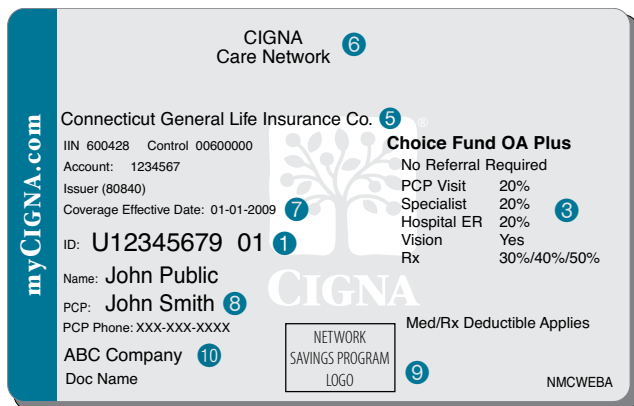 CIGNA
Care Network 6
myCIGNA.com
Connecticut General Life Insurance Co. 5 ®
IIN 600428 Control 00600000
Account: 1234567
Issuer (80840)
Coverage Effective Date: 01-01-2009 7
ID: U12345679 01 1
Name: John Public
PCP: John Smith 8
PCP Phone: XXX-XXX-XXXX
ABC Company 10
Doc Name
CIGNA
Choice Fund OA Plus
No Referral Required
PCP Visit 20%
Specialist 20% 3
Hospital ER 20%
Vision Yes
Rx 30%/40%/50%
Med/Rx Deductible Applies
NETWORK
SAVINGS PROGRAM
LOGO
9
NMCWEBA